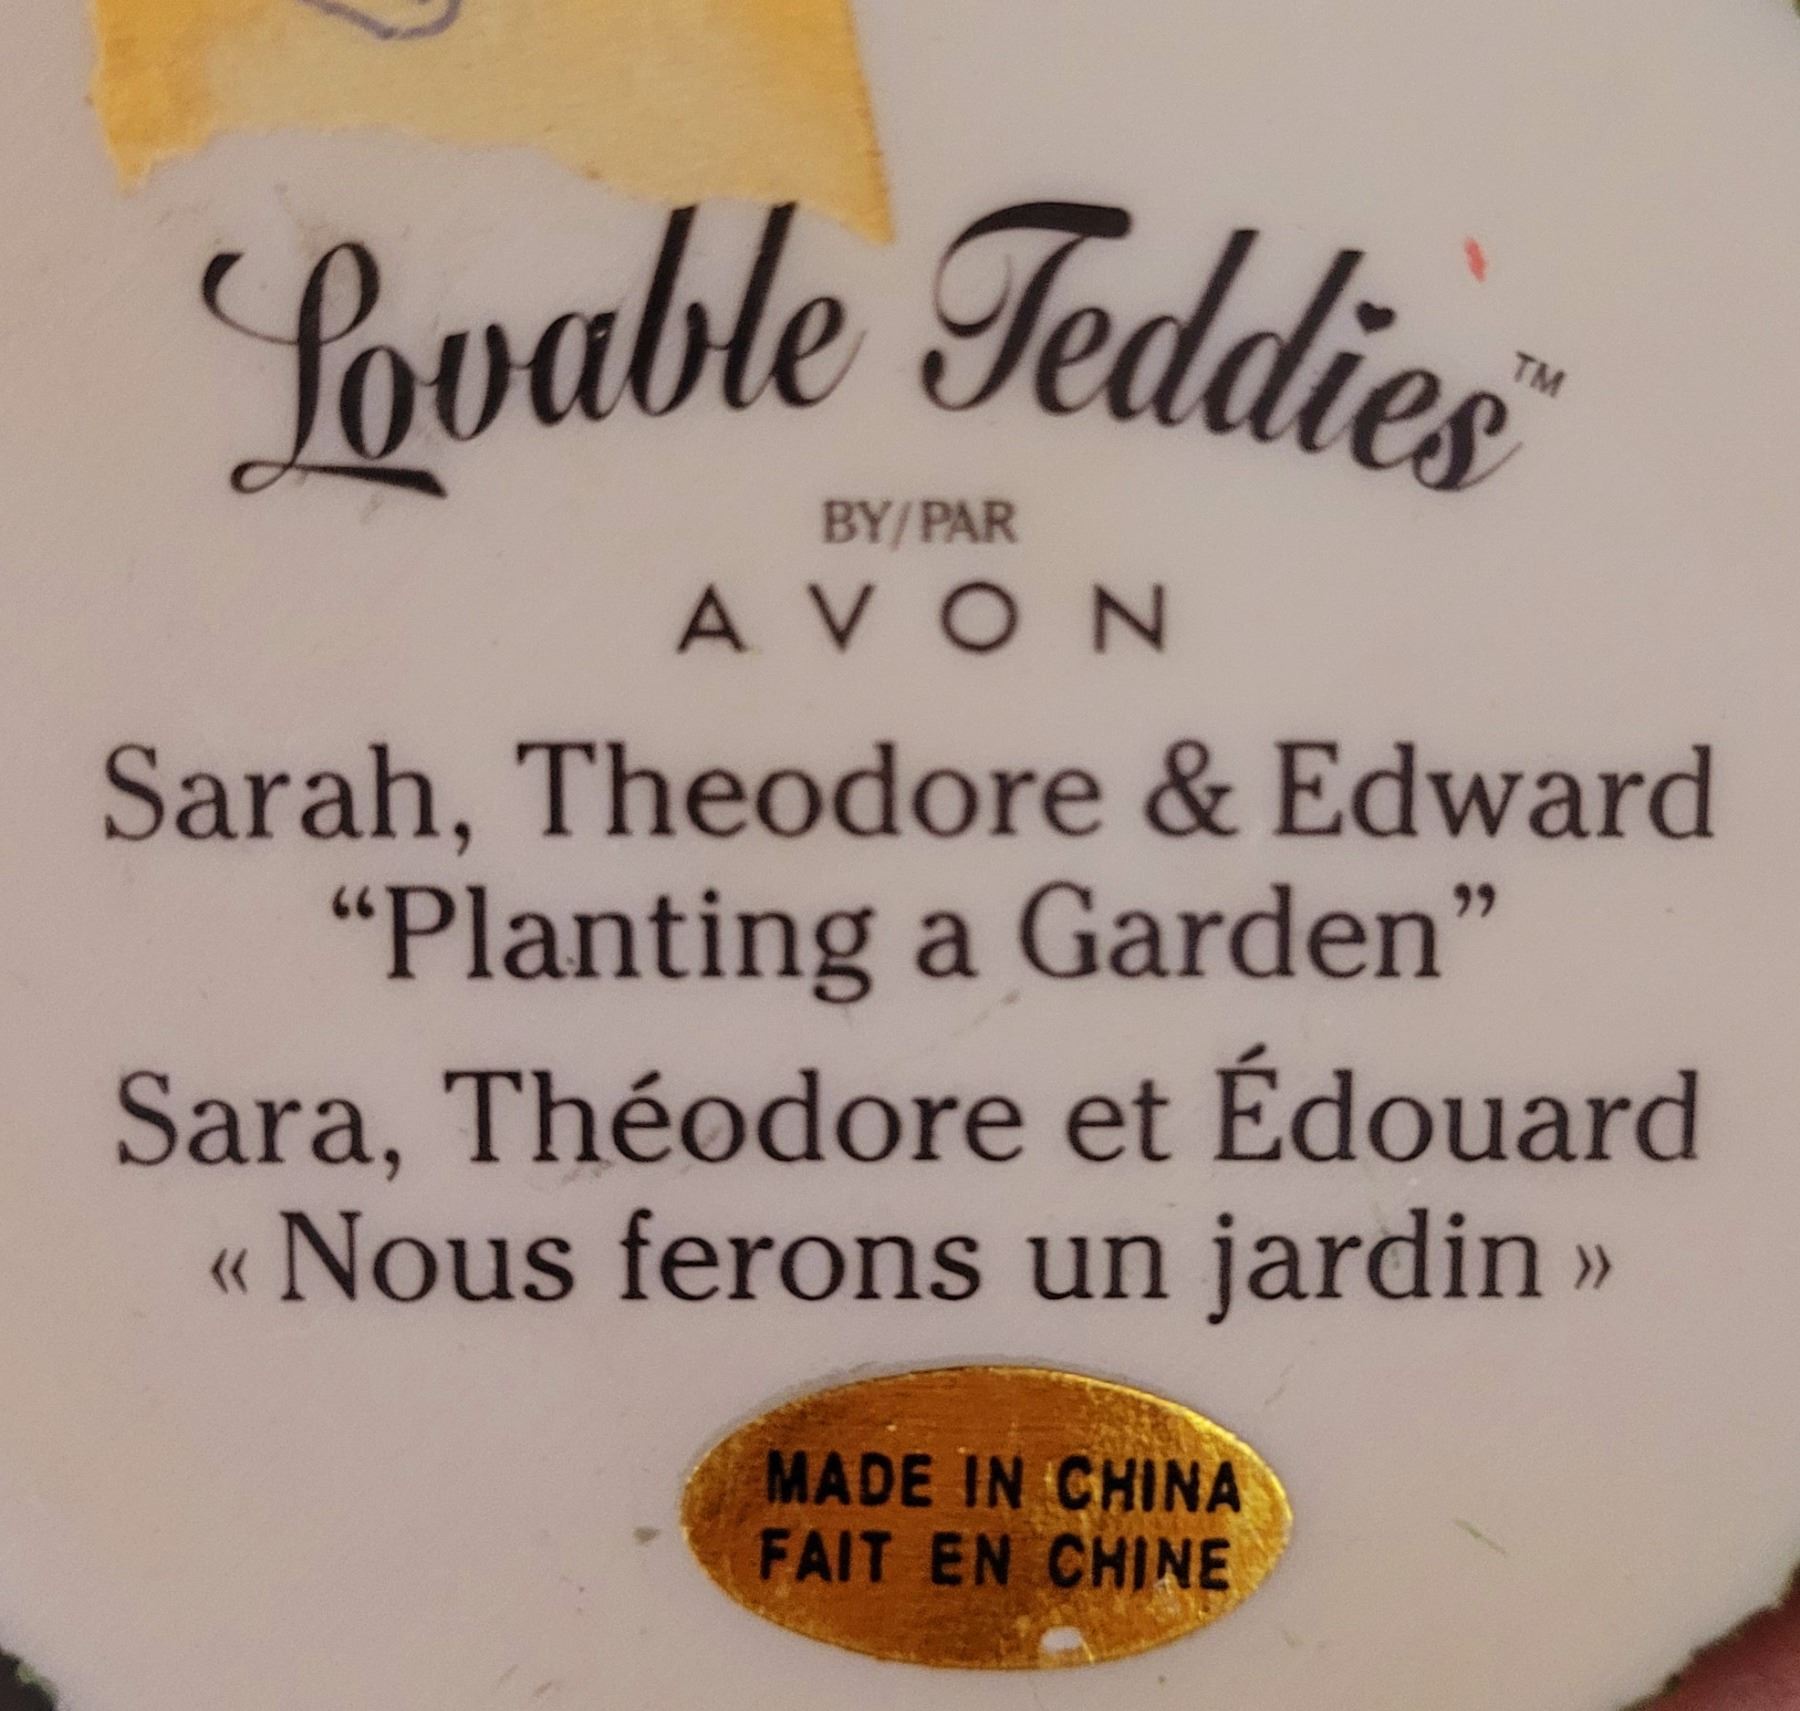 Lovable Teddies™
BY/PAR
AVON
Sarah, Theodore & Edward
“Planting a Garden”
Sara, Théodore et Édouard
« Nous ferons un jardin »
MADE IN CHINA
FAIT EN CHINE